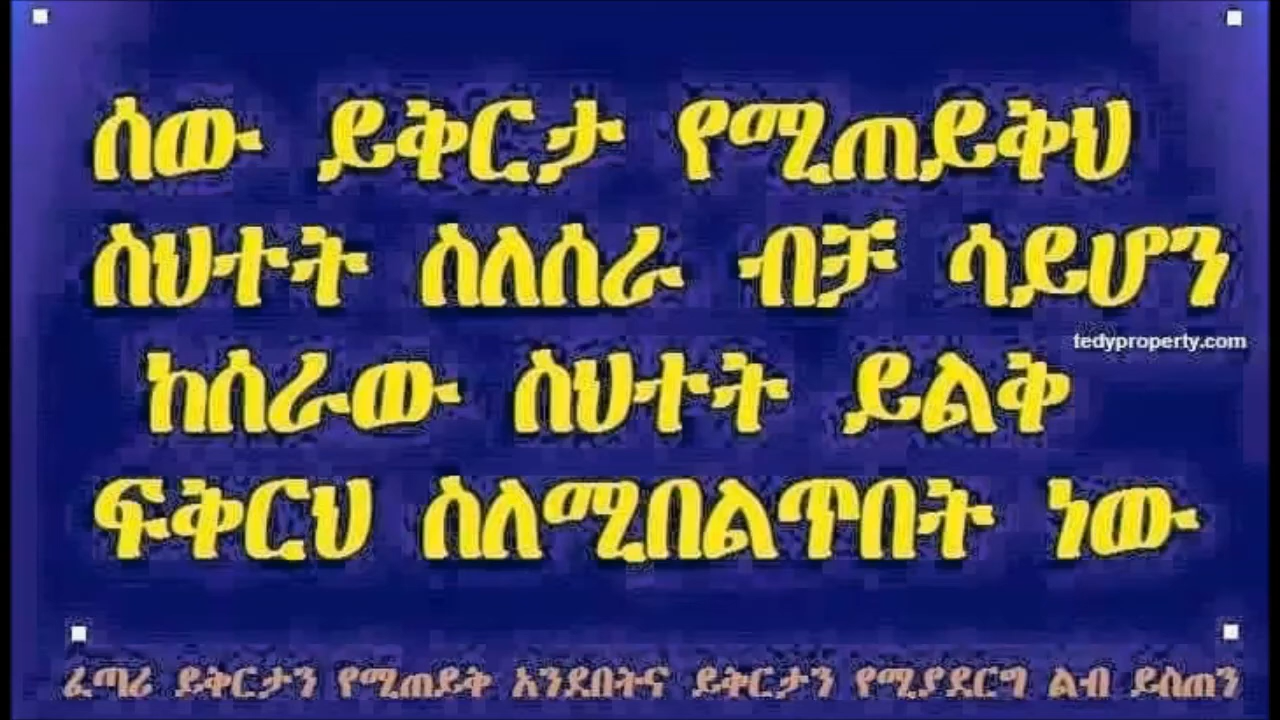 ሰው ይቅርታ የሚጠይቅህ
ስህተት ስለሰራ ብቻ ሳይሆን
tedyproperty.com
ከሰራው ስህተት ይልቅ
ፍቅርህ ስለሚበልጥበት ነው
ፈጣሪ ይቅርታን የሚጠይቅ አንደበትና ይቅርታን የሚያደርግ ልብ ይስጠን